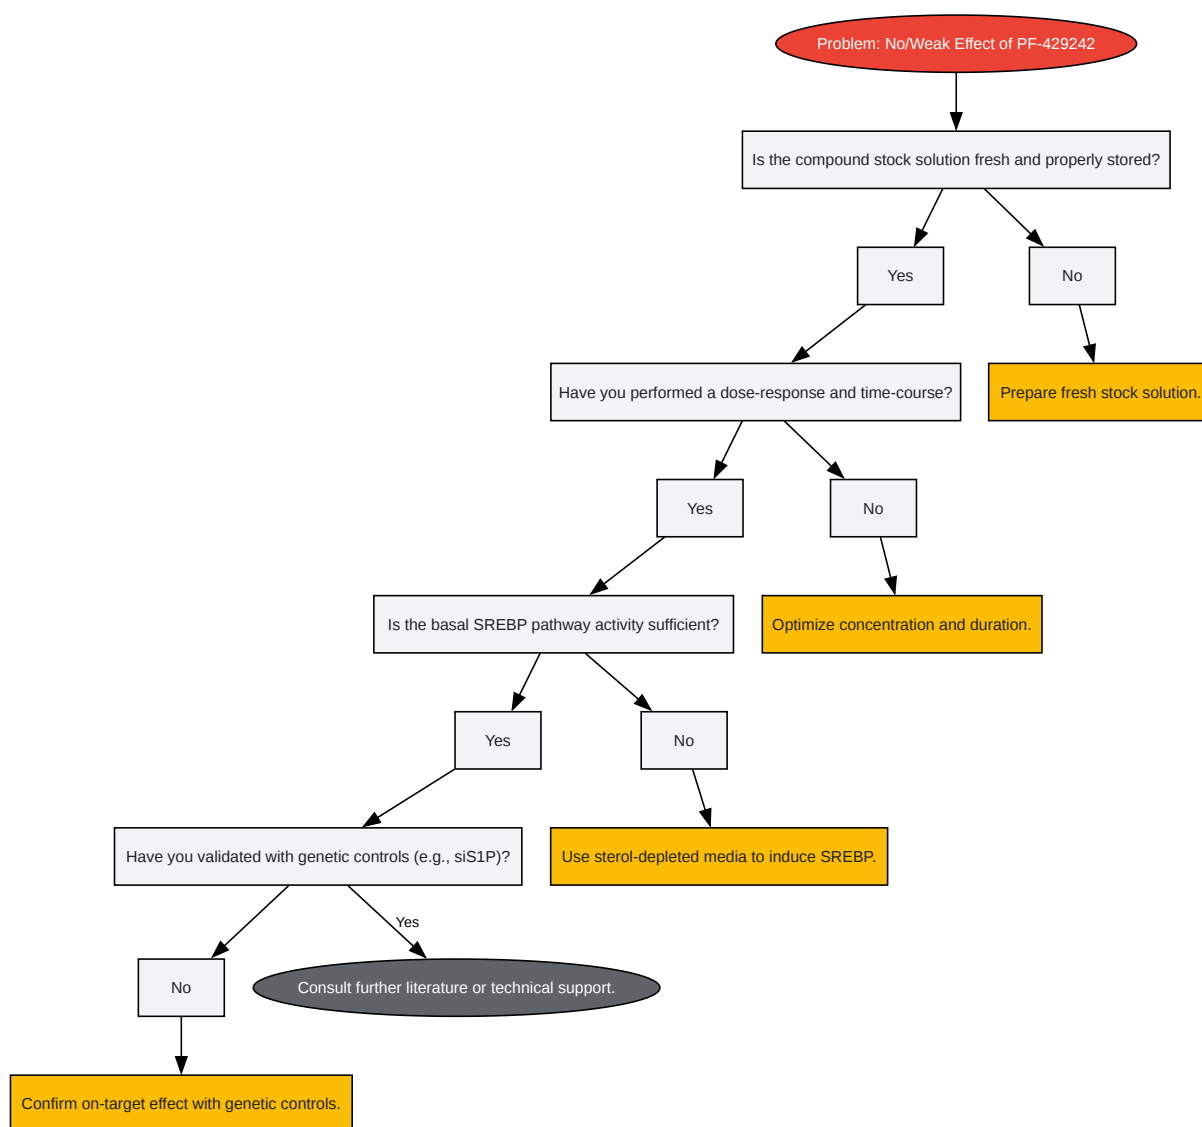 Problem: No/Weak Effect of PF-429242
Is the compound stock solution fresh and properly stored?
Yes
No
Have you performed a dose-response and time-course?
Prepare fresh stock solution.
Yes
No
Is the basal SREBP pathway activity sufficient?
Optimize concentration and duration.
Yes
No
Have you validated with genetic controls (e.g., siS1P)?
Use sterol-depleted media to induce SREBP.
Yes
No
Consult further literature or technical support.
Confirm on-target effect with genetic controls.